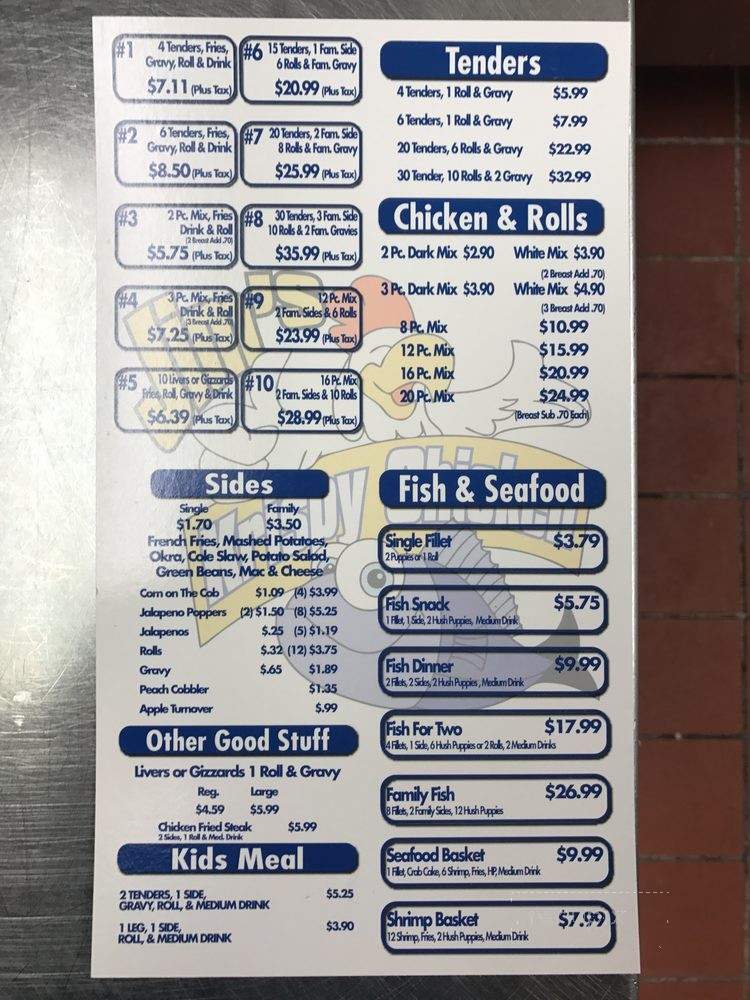 #1 4 Tenders, Fries,
Gravy, Roll & Drink
$7.11 (Plus Tax)
#2 6 Tenders, Fries,
Gravy, Roll & Drink
$8.50 (Plus Tax)
#3 2 Pc. Mix, Fries
Drink & Roll
(2 Breast Add .70)
$5.75 (Plus Tax)
#4 3 Pc. Mix, Fries
Drink & Roll
(3 Breast Add .70)
$7.25 (Plus Tax)
#5 10 Livers or Gizzards
Fries, Roll, Gravy & Drink
$6.39 (Plus Tax)
#6 15 Tenders, 1 Fam. Side
6 Rolls & Fam. Gravy
$20.99 (Plus Tax)
#7 20 Tenders, 2 Fam. Side
8 Rolls & Fam. Gravy
$25.99 (Plus Tax)
#8 30 Tenders, 3 Fam. Side
10 Rolls & 2 Fam. Gravies
$35.99 (Plus Tax)
#9 12 Pc. Mix
2 Fam. Sides & 6 Rolls
$23.99 (Plus Tax)
#10 16 Pc. Mix
2 Fam. Sides & 10 Rolls
$28.99 (Plus Tax)
Krispy Chicken
Sides
Single Family
$1.70 $3.50
French Fries, Mashed Potatoes,
Okra, Cole Slaw, Potato Salad,
Green Beans, Mac & Cheese
Corn on The Cob $1.09 (4) $3.99
Jalapeno Poppers (2) $1.50 (8) $5.25
Jalapenos $.25 (5) $1.19
Rolls $.32 (12) $3.75
Gravy $.65 $1.89
Peach Cobbler $1.35
Apple Turnover $.99
Other Good Stuff
Livers or Gizzards 1 Roll & Gravy
Reg. Large
$4.59 $5.99
Chicken Fried Steak $5.99
2 Sides, 1 Roll & Med. Drink
Kids Meal
2 TENDERS, 1 SIDE, $5.25
GRAVY, ROLL, & MEDIUM DRINK
1 LEG, 1 SIDE, $3.90
ROLL, & MEDIUM DRINK
Tenders
4 Tenders, 1 Roll & Gravy $5.99
6 Tenders, 1 Roll & Gravy $7.99
20 Tenders, 6 Rolls & Gravy $22.99
30 Tender, 10 Rolls & 2 Gravy $32.99
Chicken & Rolls
2 Pc. Dark Mix $2.90 White Mix $3.90
(2 Breast Add .70)
3 Pc. Dark Mix $3.90 White Mix $4.90
(3 Breast Add .70)
8 Pc. Mix $10.99
12 Pc. Mix $15.99
16 Pc. Mix $20.99
20 Pc. Mix $24.99
(Breast Sub .70 Each)
Fish & Seafood
Single Fillet $3.79
2 Puppies or 1 Roll
Fish Snack $5.75
1 Fillet, 1 Side, 2 Hush Puppies, Medium Drink
Fish Dinner $9.99
2 Fillets, 2 Sides, 2 Hush Puppies, Medium Drink
Fish For Two $17.99
4 Fillets, 1 Side, 6 Hush Puppies or 2 Rolls, 2 Medium Drinks
Family Fish $26.99
8 Fillets, 2 Family Sides, 12 Hush Puppies
Seafood Basket $9.99
1 Fillet, Crab Cake, 6 Shrimp, Fries, HP, Medium Drink
Shrimp Basket $7.99
12 Shrimp, Fries, 2 Hush Puppies, Medium Drink